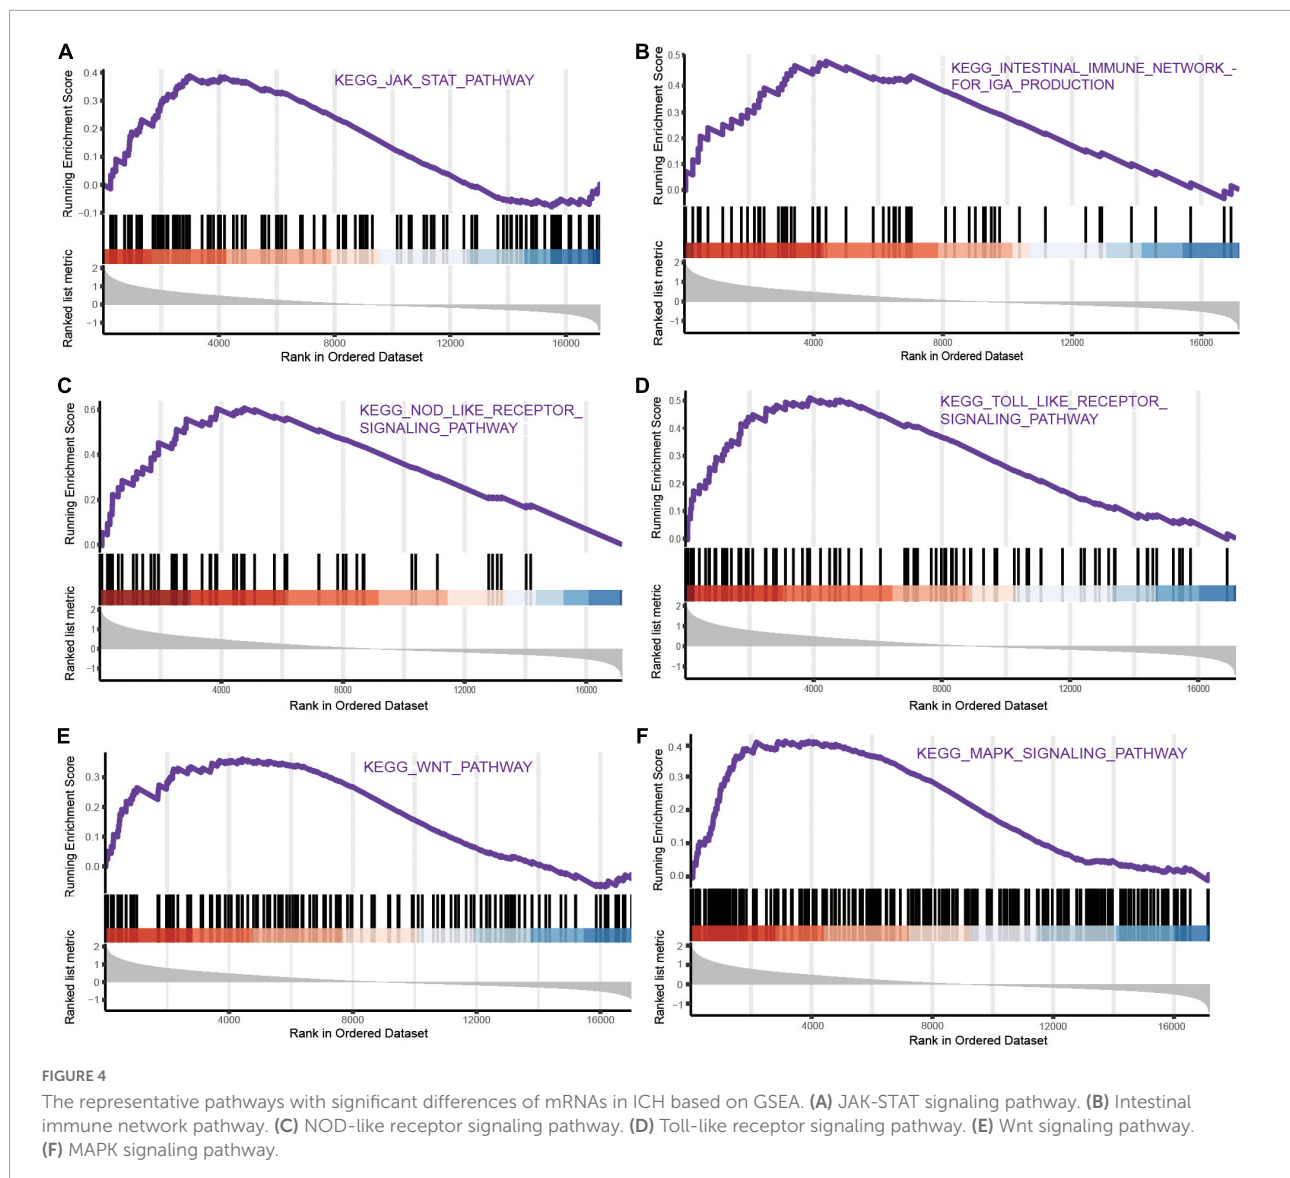 A
Running Enrichment Score
0.4
0.3
0.2
0.1
0.0
−0.1
KEGG_JAK_STAT_PATHWAY
Ranked list metric
2
1
0
−1
4000 8000 12000 16000
Rank in Ordered Dataset
B
Running Enrichment Score
0.5
0.4
0.3
0.2
0.1
0.0
KEGG_INTESTINAL_IMMUNE_NETWORK_-
FOR_IGA_PRODUCTION
Ranked list metric
2
1
0
−1
4000 8000 12000 16000
Rank in Ordered Dataset
C
Running Enrichment Score
0.6
0.4
0.2
0.0
KEGG_NOD_LIKE_RECEPTOR_
SIGNALING_PATHWAY
Ranked list metric
2
1
0
−1
4000 8000 12000 16000
Rank in Ordered Dataset
D
Running Enrichment Score
0.5
0.4
0.3
0.2
0.1
0.0
KEGG_TOLL_LIKE_RECEPTOR_
SIGNALING_PATHWAY
Ranked list metric
2
1
0
−1
4000 8000 12000 16000
Rank in Ordered Dataset
E
Running Enrichment Score
0.3
0.2
0.1
0.0
KEGG_WNT_PATHWAY
Ranked list metric
2
1
0
−1
4000 8000 12000 16000
Rank in Ordered Dataset
F
Running Enrichment Score
0.4
0.3
0.2
0.1
0.0
KEGG_MAPK_SIGNALING_PATHWAY
Ranked list metric
2
1
0
−1
4000 8000 12000 16000
Rank in Ordered Dataset
FIGURE 4
The representative pathways with significant differences of mRNAs in ICH based on GSEA. (A) JAK-STAT signaling pathway. (B) Intestinal
immune network pathway. (C) NOD-like receptor signaling pathway. (D) Toll-like receptor signaling pathway. (E) Wnt signaling pathway.
(F) MAPK signaling pathway.